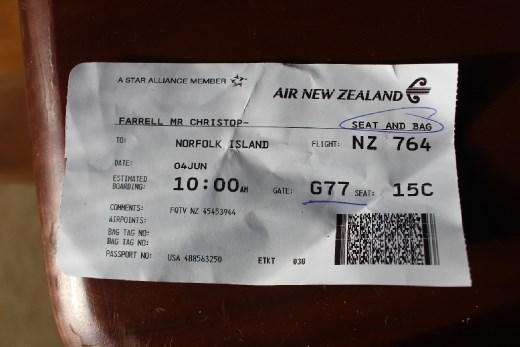 A STAR ALLIANCE MEMBER
AIR NEW ZEALAND
FARRELL MR CHRISTOP-
SEAT AND BAG
TO: NORFOLK ISLAND FLIGHT: NZ 764
DATE: 04JUN
ESTIMATED BOARDING: 10:00AM GATE: G77 SEAT: 15C
COMMENTS: FQTV NZ 45453944
AIRPOINTS:
BAG TAG NO:
BAG TAG NO:
PASSPORT NO: USA 488563250 ETKT 038